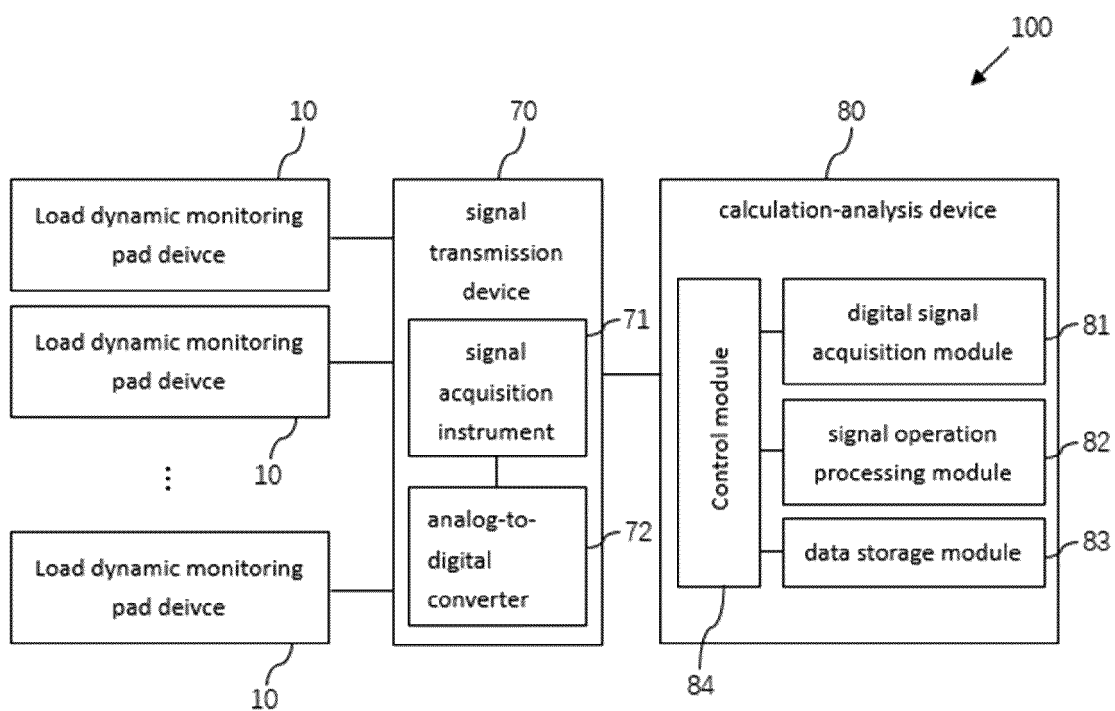 100
10
70
80
Load dynamic monitoring
pad deivce
signal
transmission
device
calculation-analysis device
Load dynamic monitoring
pad deivce
10
71
signal
acquisition
instrument
Control module
digital signal
acquisition module
81
signal operation
processing module
82
⋮
analog-to-
digital
converter
72
data storage module
83
Load dynamic monitoring
pad deivce
10
84